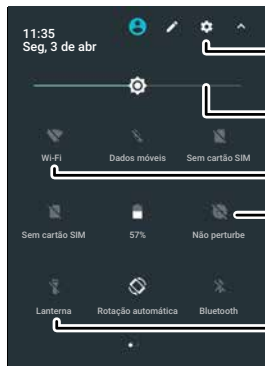 11:35
Seg, 3 de abr
Wi-Fi
Dados móveis
Sem cartão SIM
Sem cartão SIM
57%
Não perturbe
Lanterna
Rotação automática
Bluetooth